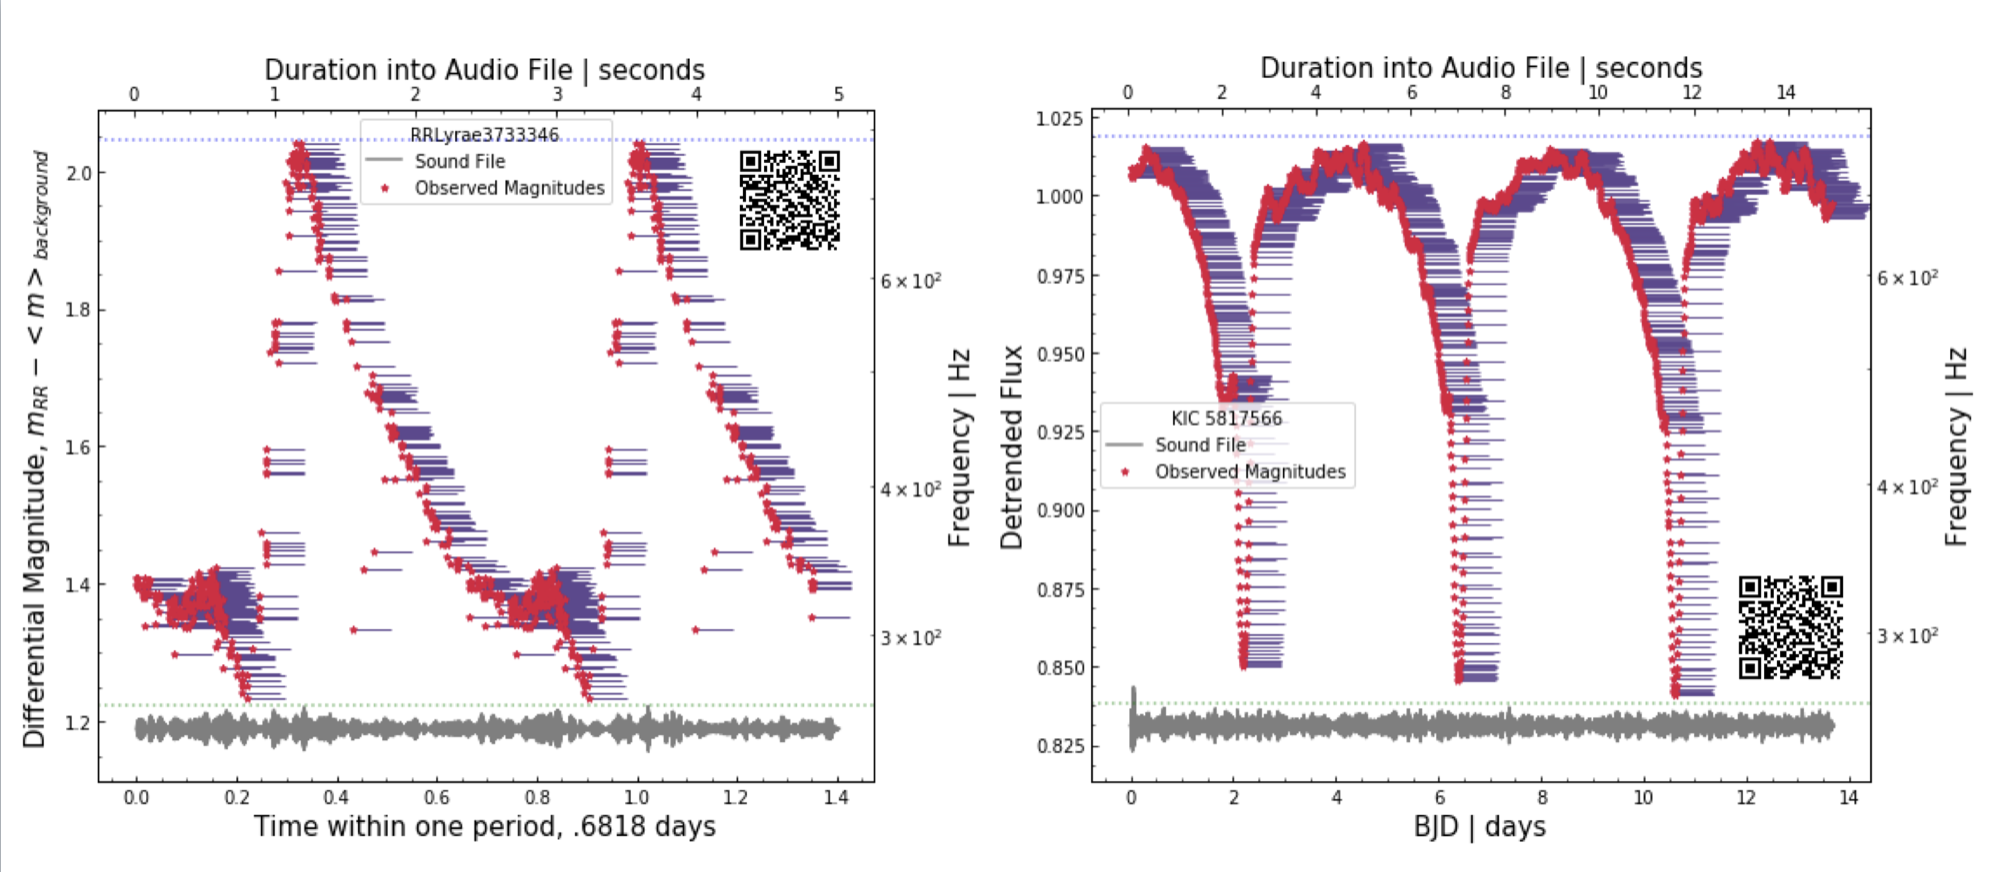 Duration into Audio File | seconds
0 1 2 3 4 5
RRLyrae3733346
Sound File
Observed Magnitudes
2.0
1.8
1.6
1.4
1.2
Differential Magnitude, m_RR − < m >_background
6 × 10²
4 × 10²
3 × 10²
Frequency | Hz
0.0 0.2 0.4 0.6 0.8 1.0 1.2 1.4
Time within one period, .6818 days
Duration into Audio File | seconds
0 2 4 6 8 10 12 14
1.025
1.000
0.975
0.950
0.925
0.900
0.875
0.850
0.825
Detrended Flux
KIC 5817566
Sound File
Observed Magnitudes
6 × 10²
4 × 10²
3 × 10²
Frequency | Hz
0 2 4 6 8 10 12 14
BJD | days